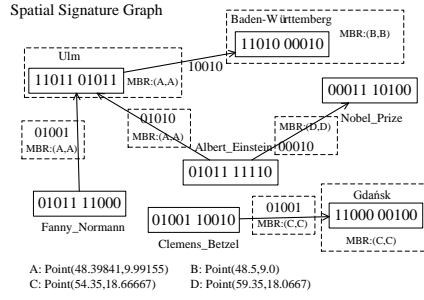 Spatial Signature Graph
Baden-Württemberg
11010 00010
MBR:(B,B)
Ulm
11011 01011
MBR:(A,A)
10010
00011 10100
Nobel_Prize
01001
MBR:(A,A)
01010
MBR:(A,A)
MBR:(D,D)
00010
Albert_Einstein
01011 11110
01011 11000
Fanny_Normann
01001 10010
Clemens_Betzel
01001
MBR:(C,C)
Gdańsk
11000 00100
MBR:(C,C)
A: Point(48.39841,9.99155) B: Point(48.5,9.0)
C: Point(54.35,18.66667) D: Point(59.35,18.0667)